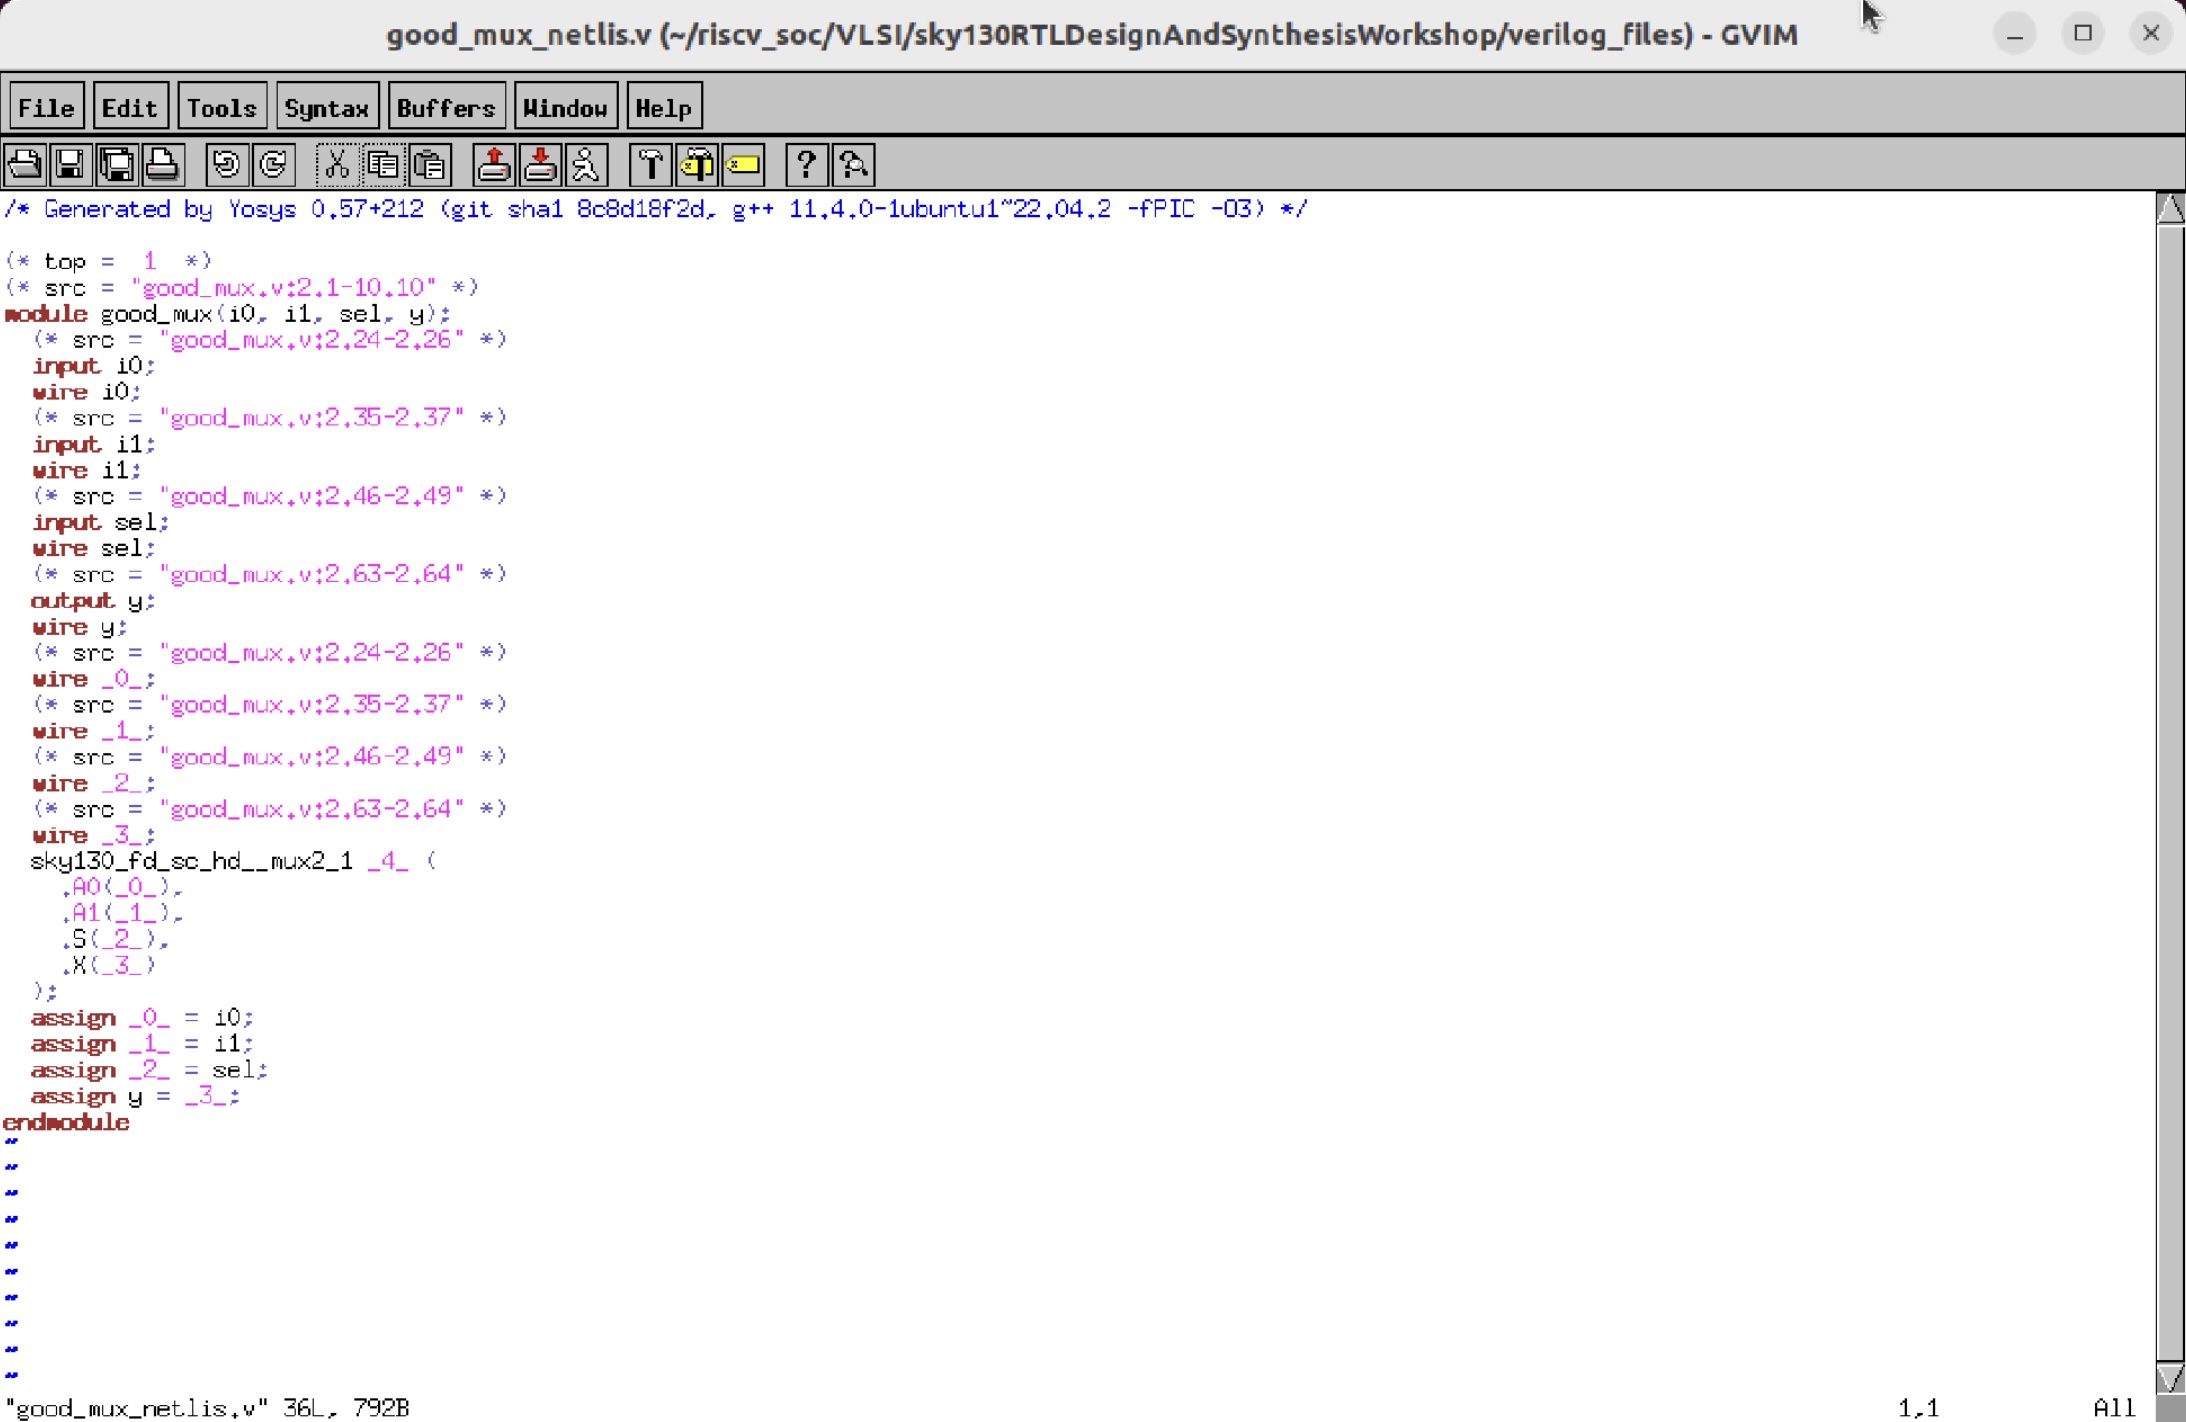 good_mux_netlis.v (~/riscv_soc/VLSI/sky130RTLDesignAndSynthesisWorkshop/verilog_files) - GVIM
File Edit Tools Syntax Buffers Window Help
/* Generated by Yosys 0.57+212 (git sha1 8c8d18f2d, g++ 11.4.0-1ubuntu1~22.04.2 -fPIC -O3) */
(* top =  1  *)
(* src = "good_mux.v:2.1-10.10" *)
module good_mux(i0, i1, sel, y);
  (* src = "good_mux.v:2.24-2.26" *)
  input i0;
  wire i0;
  (* src = "good_mux.v:2.35-2.37" *)
  input i1;
  wire i1;
  (* src = "good_mux.v:2.46-2.49" *)
  input sel;
  wire sel;
  (* src = "good_mux.v:2.63-2.64" *)
  output y;
  wire y;
  (* src = "good_mux.v:2.24-2.26" *)
  wire _0_;
  (* src = "good_mux.v:2.35-2.37" *)
  wire _1_;
  (* src = "good_mux.v:2.46-2.49" *)
  wire _2_;
  (* src = "good_mux.v:2.63-2.64" *)
  wire _3_;
  sky130_fd_sc_hd__mux2_1 _4_ (
    .A0(_0_),
    .A1(_1_),
    .S(_2_),
    .X(_3_)
  );
  assign _0_ = i0;
  assign _1_ = i1;
  assign _2_ = sel;
  assign y = _3_;
endmodule
~
~
~
~
~
~
~
~
~
~
"good_mux_netlis.v" 36L, 792B 1,1 All